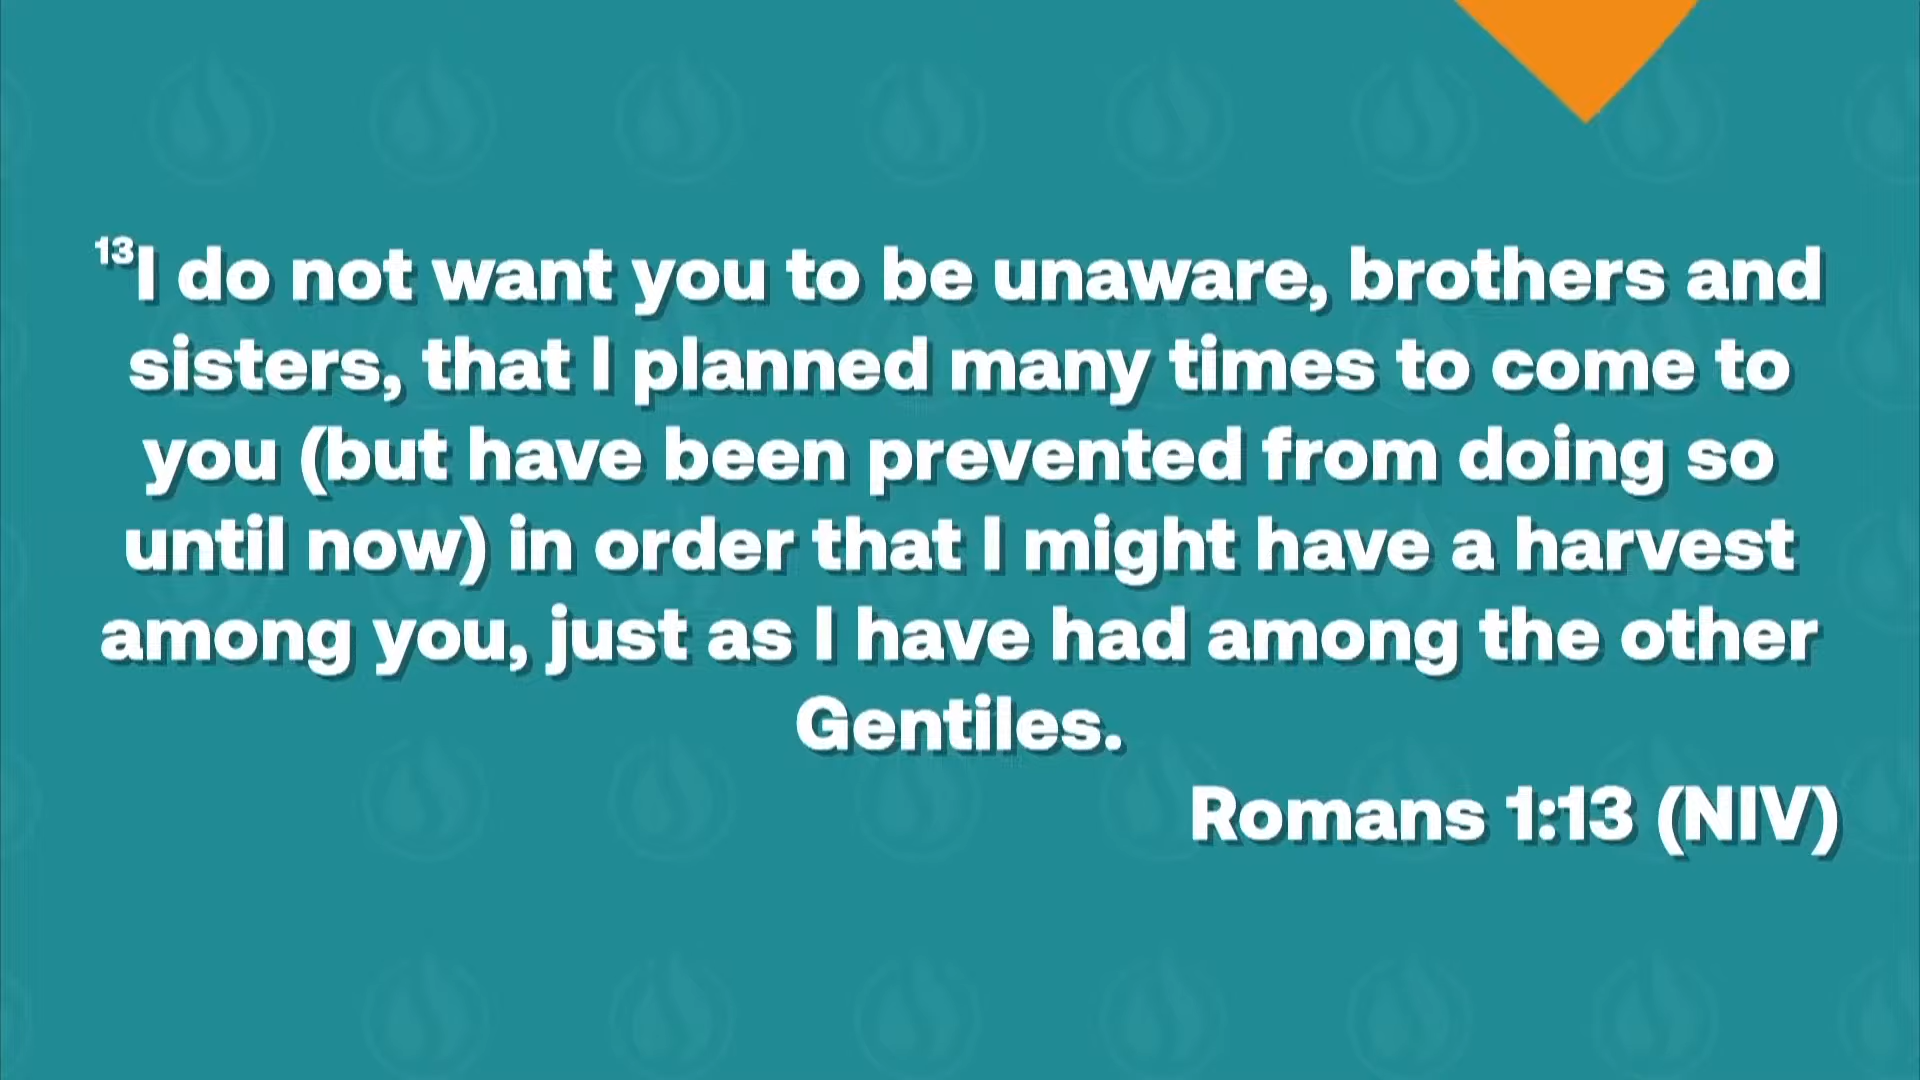 ¹³I do not want you to be unaware, brothers and
sisters, that I planned many times to come to
you (but have been prevented from doing so
until now) in order that I might have a harvest
among you, just as I have had among the other
Gentiles.
Romans 1:13 (NIV)